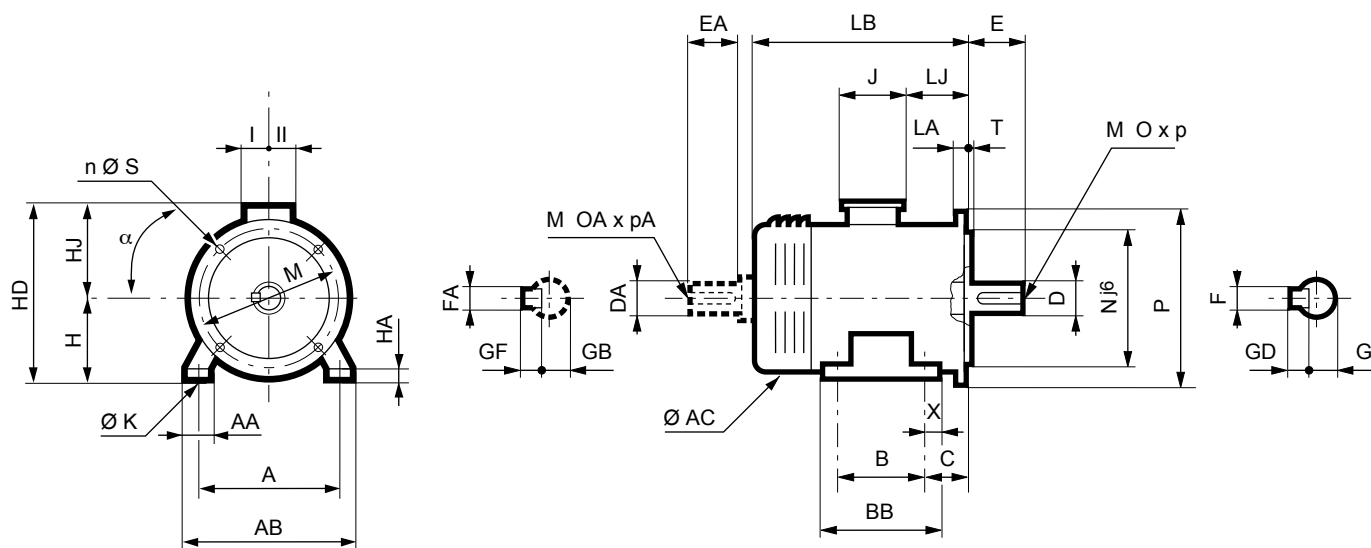 EA
LB
E
J
LJ
I
II
LA
T
M O x p
n Ø S
M OA x pA
α
HJ
HD
M
H
HA
FA
DA
D
Nj6
P
F
GF
GB
GD
G
Ø K
AA
Ø AC
X
A
B
C
AB
BB